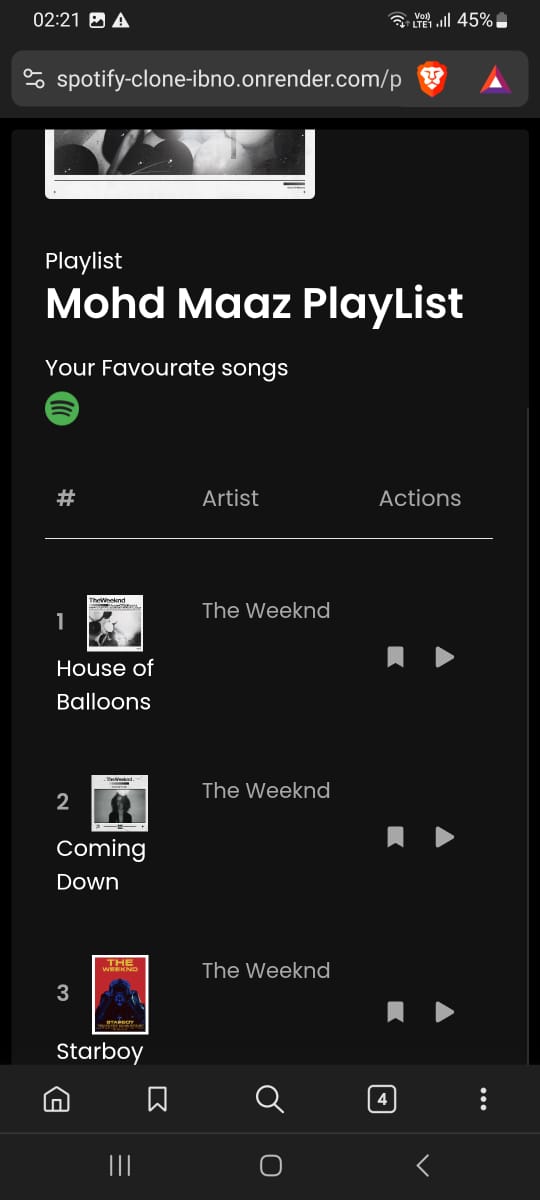 02:21
Vo))
LTE1
45%
spotify-clone-ibno.onrender.com/p
Playlist
Mohd Maaz PlayList
Your Favourate songs
# Artist Actions
1
TheWeeknd
The Weeknd
House of
Balloons
2
TheWeeknd
The Weeknd
Coming
Down
3
THE
WEEKND
STARBOY
The Weeknd
Starboy
4